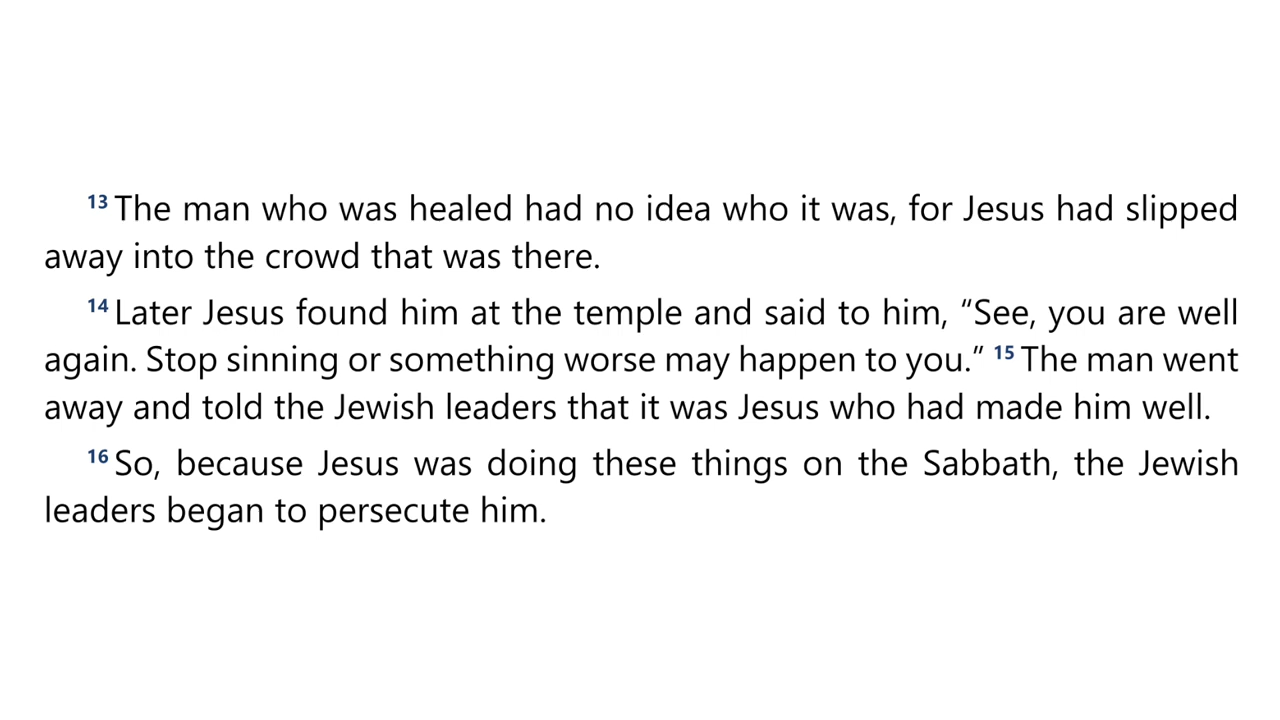 13 The man who was healed had no idea who it was, for Jesus had slipped
away into the crowd that was there.
14 Later Jesus found him at the temple and said to him, “See, you are well
again. Stop sinning or something worse may happen to you.” 15 The man went
away and told the Jewish leaders that it was Jesus who had made him well.
16 So, because Jesus was doing these things on the Sabbath, the Jewish
leaders began to persecute him.